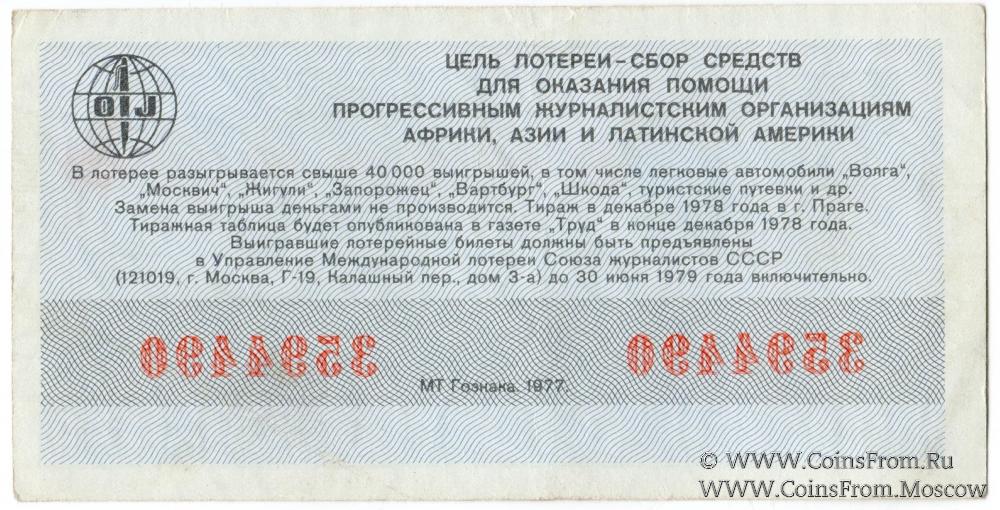 OIJ
ЦЕЛЬ ЛОТЕРЕИ–СБОР СРЕДСТВ
ДЛЯ ОКАЗАНИЯ ПОМОЩИ
ПРОГРЕССИВНЫМ ЖУРНАЛИСТСКИМ ОРГАНИЗАЦИЯМ
АФРИКИ, АЗИИ И ЛАТИНСКОЙ АМЕРИКИ
В лотерее разыгрывается свыше 40 000 выигрышей, в том числе легковые автомобили „Волга“,
„Москвич“, „Жигули“, „Запорожец“, „Вартбург“, „Шкода“, туристские путевки и др.
Замена выигрыша деньгами не производится. Тираж в декабре 1978 года в г. Праге.
Тиражная таблица будет опубликована в газете „Труд“ в конце декабря 1978 года.
Выигравшие лотерейные билеты должны быть предъявлены
в Управление Международной лотереи Союза журналистов СССР
(121019, г. Москва, Г-19, Калашный пер., дом 3-а) до 30 июня 1979 года включительно.
3594490 3594490
МТ Гознака. 1977.
© WWW.CoinsFrom.Ru
WWW.CoinsFrom.Moscow